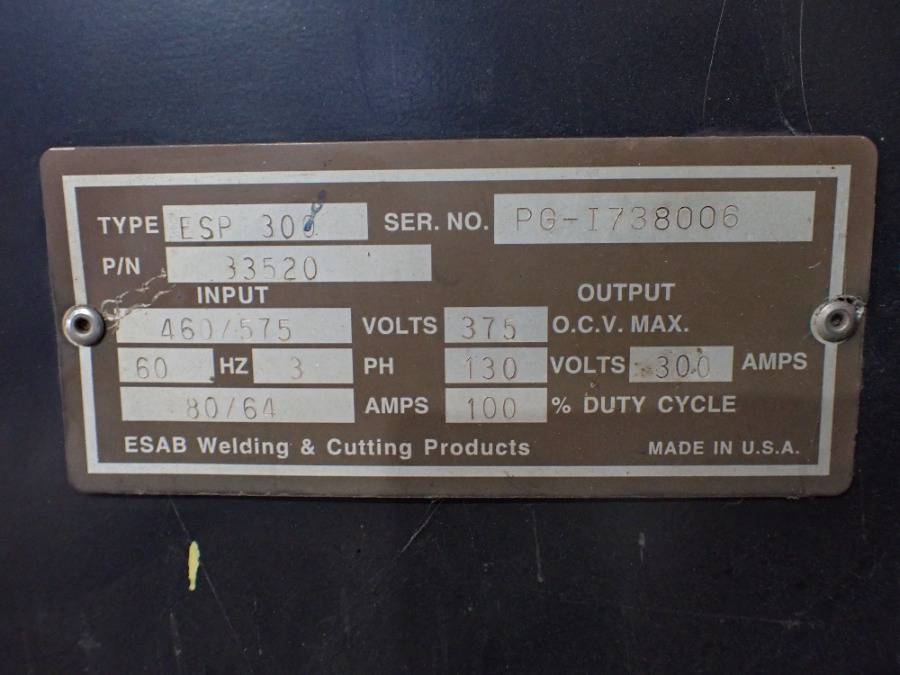 TYPE ESP 300 SER. NO. PG-I738006
P/N 33520
INPUT OUTPUT
460/575 VOLTS 375 O.C.V. MAX.
60 HZ 3 PH 130 VOLTS 300 AMPS
80/64 AMPS 100 % DUTY CYCLE
ESAB Welding & Cutting Products MADE IN U.S.A.